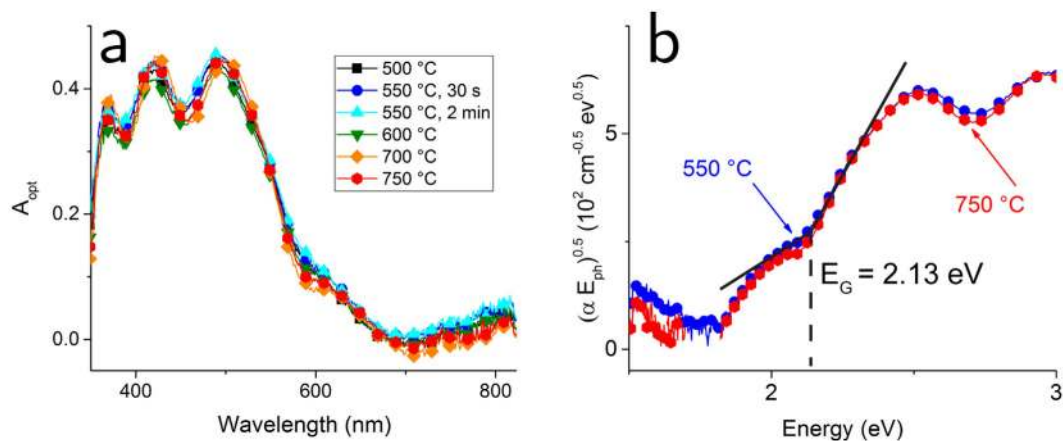 a
0.4
0.2
0.0
A_opt
400
600
800
Wavelength (nm)
500 °C
550 °C, 30 s
550 °C, 2 min
600 °C
700 °C
750 °C
b
5
0
(α E_ph)^0.5 (10^2 cm^-0.5 eV^0.5)
550 °C
750 °C
E_G = 2.13 eV
2
3
Energy (eV)